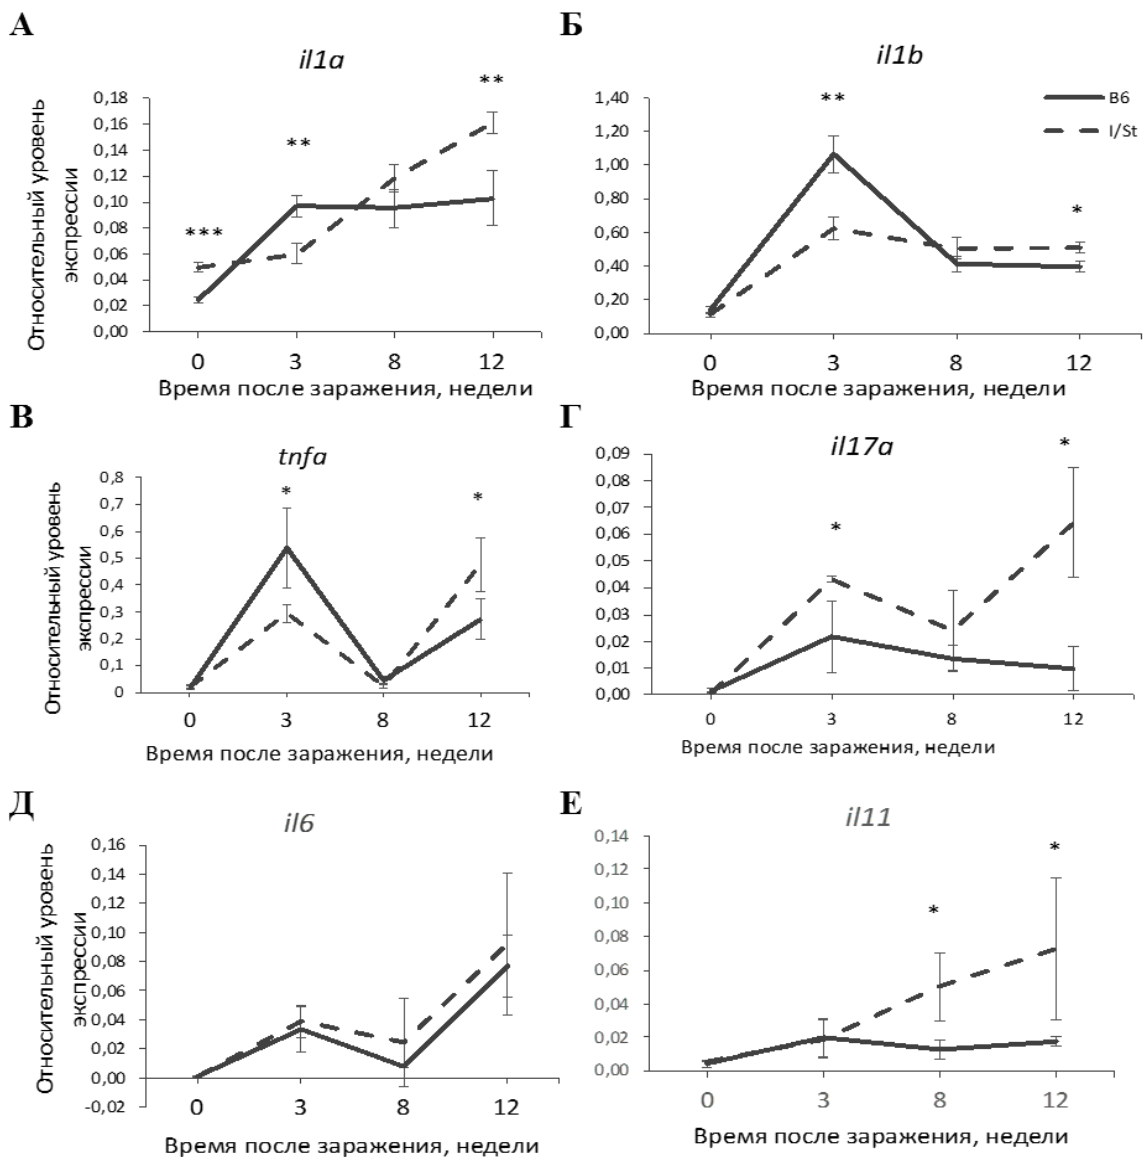 А
il1a
Относительный уровень
экспрессии
0,18
0,16
0,14
0,12
0,10
0,08
0,06
0,04
0,02
0,00
***
**
**
0 3 8 12
Время после заражения, недели
Б
il1b
1,40
1,20
1,00
0,80
0,60
0,40
0,20
0,00
**
*
B6
I/St
0 3 8 12
Время после заражения, недели
В
tnfa
Относительный уровень
экспрессии
0,8
0,7
0,6
0,5
0,4
0,3
0,2
0,1
0
*
*
0 3 8 12
Время после заражения, недели
Г
il17a
0,09
0,08
0,07
0,06
0,05
0,04
0,03
0,02
0,01
0,00
*
*
0 3 8 12
Время после заражения, недели
Д
il6
Относительный уровень
экспрессии
0,16
0,14
0,12
0,10
0,08
0,06
0,04
0,02
0,00
-0,02
0 3 8 12
Время после заражения, недели
Е
il11
0,14
0,12
0,10
0,08
0,06
0,04
0,02
0,00
*
*
0 3 8 12
Время после заражения, недели